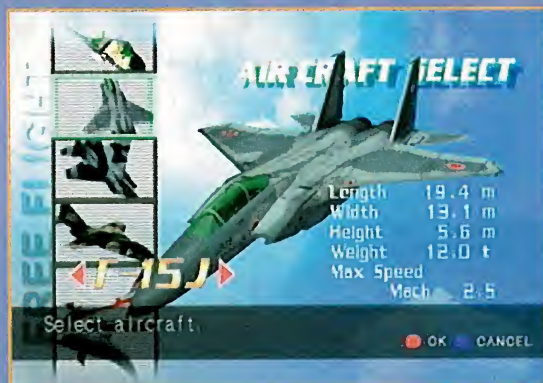 FREE FLIGHT
AIRCRAFT SELECT
Length 19.4 m
Width 13.1 m
Height 5.6 m
Weight 12.0 t
Max Speed
Mach 2.5
F-15J
Select aircraft.
OK CANCEL